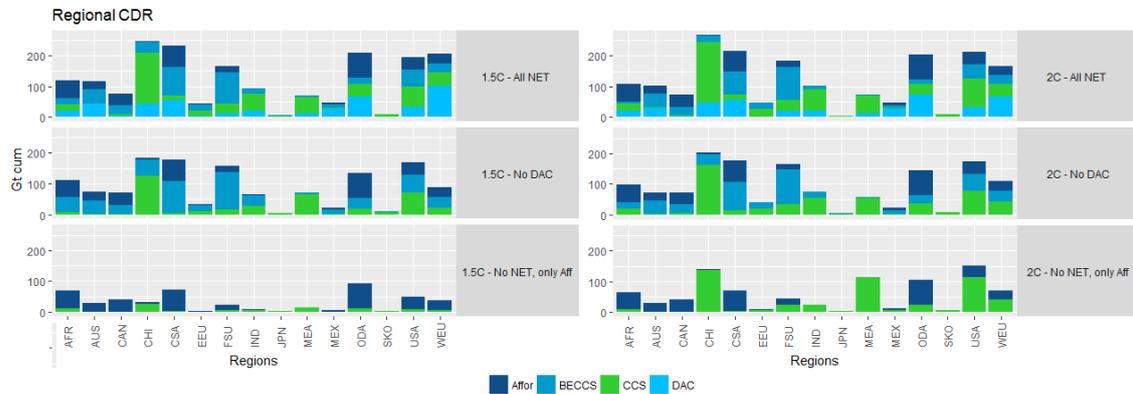 Regional CDR
Gt cum
200
100
0
1.5C - All NET
200
100
0
2C - All NET
200
100
0
1.5C - No DAC
200
100
0
2C - No DAC
200
100
0
1.5C - No NET, only Aff
200
100
0
2C - No NET, only Aff
AFR AUS CAN CHI CSA EEU FSU IND JPN MEA MEX ODA SKO USA WEU
AFR AUS CAN CHI CSA EEU FSU IND JPN MEA MEX ODA SKO USA WEU
Regions
Regions
Affor BECCS CCS DAC